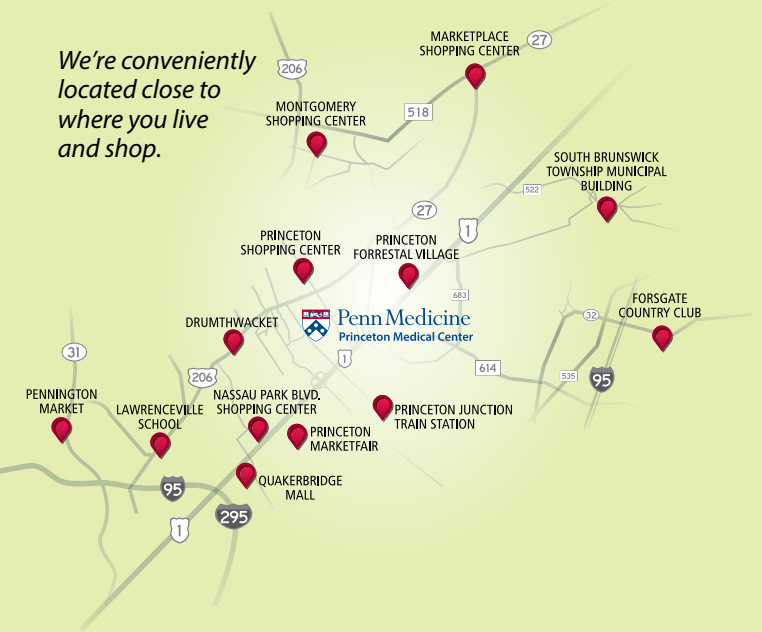 We're conveniently
located close to
where you live
and shop.
MARKETPLACE
SHOPPING CENTER
27
206
MONTGOMERY
SHOPPING CENTER
518
SOUTH BRUNSWICK
TOWNSHIP MUNICIPAL
BUILDING
522
27
1
PRINCETON
SHOPPING CENTER
PRINCETON
FORRESTAL VILLAGE
683
FORSGATE
COUNTRY CLUB
32
DRUMTHWACKET
Penn Medicine
Princeton Medical Center
31
1
206
614
535
95
PENNINGTON
MARKET
LAWRENCEVILLE
SCHOOL
NASSAU PARK BLVD.
SHOPPING CENTER
PRINCETON JUNCTION
TRAIN STATION
PRINCETON
MARKETFAIR
QUAKERBRIDGE
MALL
95
295
1